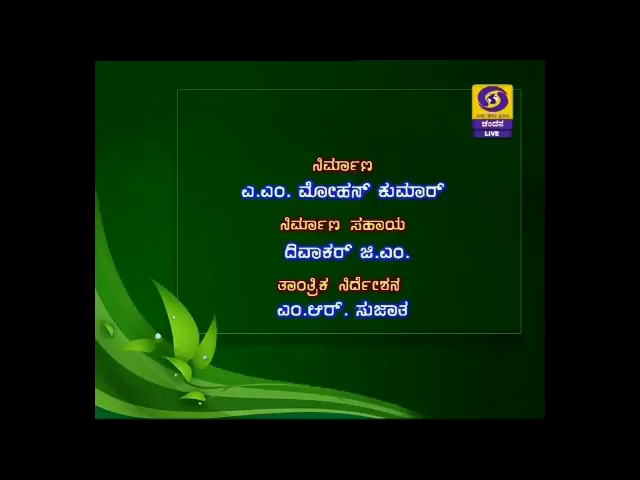 ಚಂದನ
LIVE
ನಿರ್ಮಾಣ
ಎ.ಎಂ. ಮೋಹನ್ ಕುಮಾರ್
ನಿರ್ಮಾಣ ಸಹಾಯ
ದಿವಾಕರ್ ಜಿ.ಎಂ.
ತಾಂತ್ರಿಕ ನಿರ್ದೇಶನ
ಎಂ.ಆರ್. ಸುಜಾತ